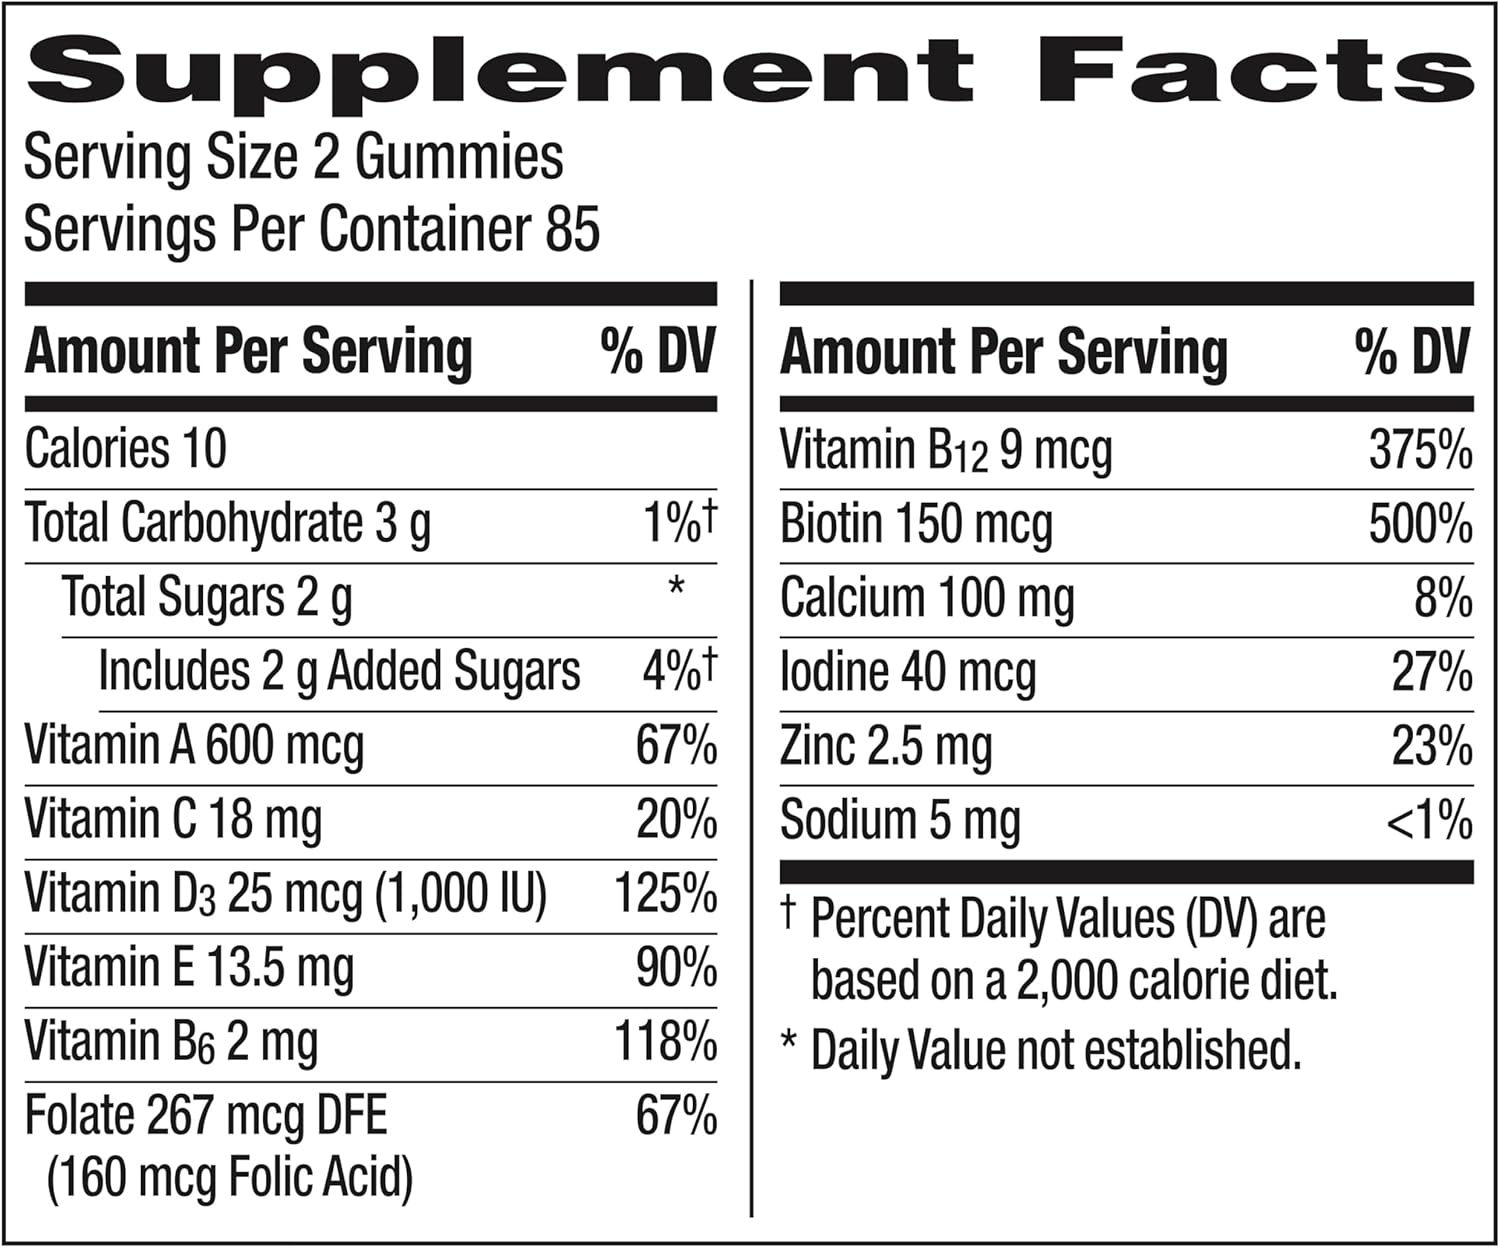 Supplement Facts
Serving Size 2 Gummies
Servings Per Container 85
Amount Per Serving % DV
Calories 10
Total Carbohydrate 3 g 1%†
Total Sugars 2 g *
Includes 2 g Added Sugars 4%†
Vitamin A 600 mcg 67%
Vitamin C 18 mg 20%
Vitamin D3 25 mcg (1,000 IU) 125%
Vitamin E 13.5 mg 90%
Vitamin B6 2 mg 118%
Folate 267 mcg DFE 67%
(160 mcg Folic Acid)
Amount Per Serving % DV
Vitamin B12 9 mcg 375%
Biotin 150 mcg 500%
Calcium 100 mg 8%
Iodine 40 mcg 27%
Zinc 2.5 mg 23%
Sodium 5 mg <1%
† Percent Daily Values (DV) are
based on a 2,000 calorie diet.
* Daily Value not established.